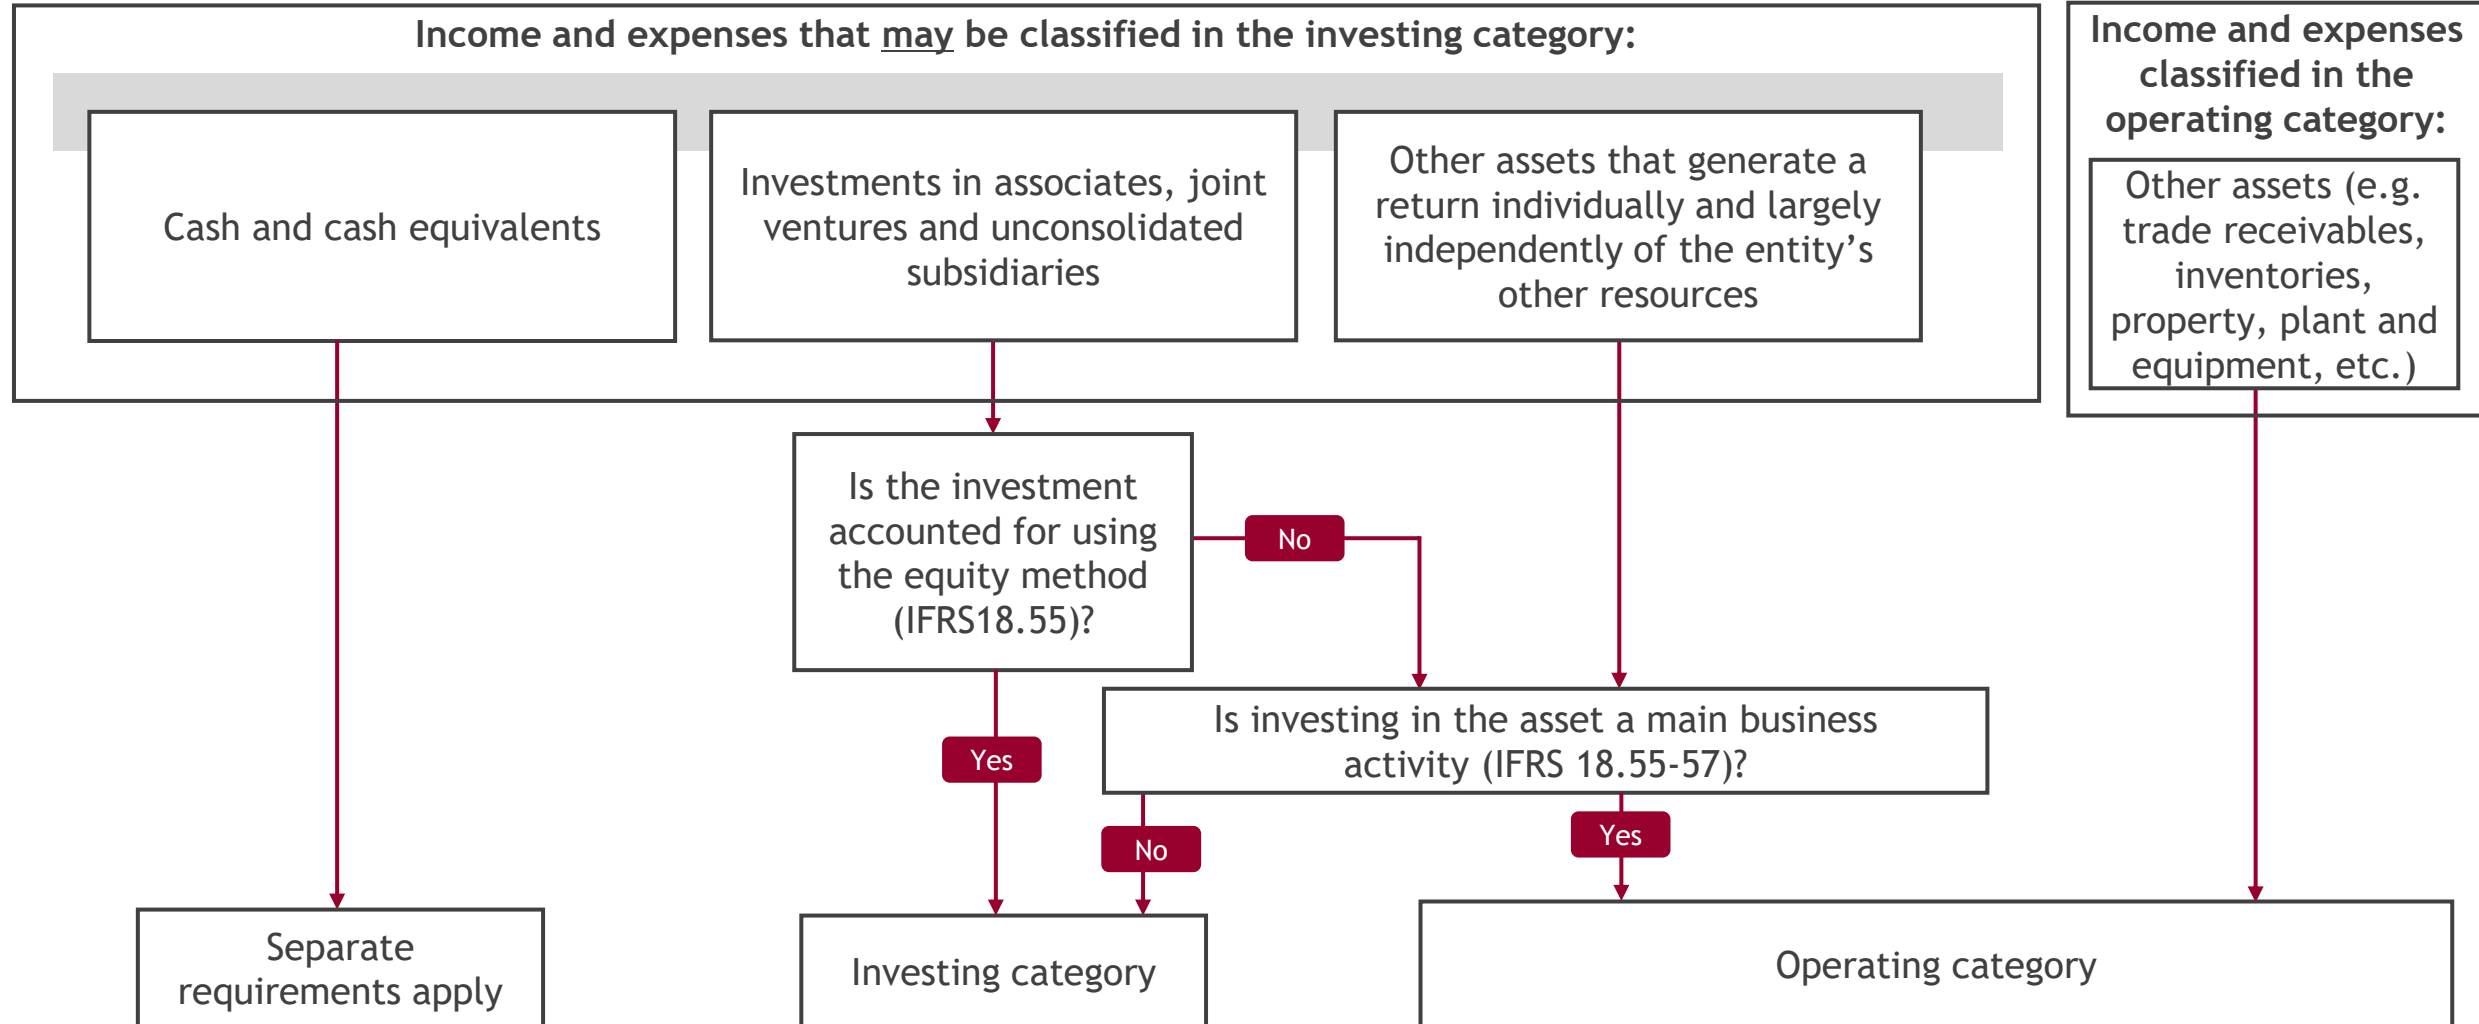 Income and expenses that may be classified in the investing category:
Income and expenses
classified in the
operating category:
Cash and cash equivalents
Investments in associates, joint
ventures and unconsolidated
subsidiaries
Other assets that generate a
return individually and largely
independently of the entity’s
other resources
Other assets (e.g.
trade receivables,
inventories,
property, plant and
equipment, etc.)
Is the investment
accounted for using
the equity method
(IFRS18.55)?
No
Is investing in the asset a main business
activity (IFRS 18.55-57)?
Yes
No
Yes
Separate
requirements apply
Investing category
Operating category